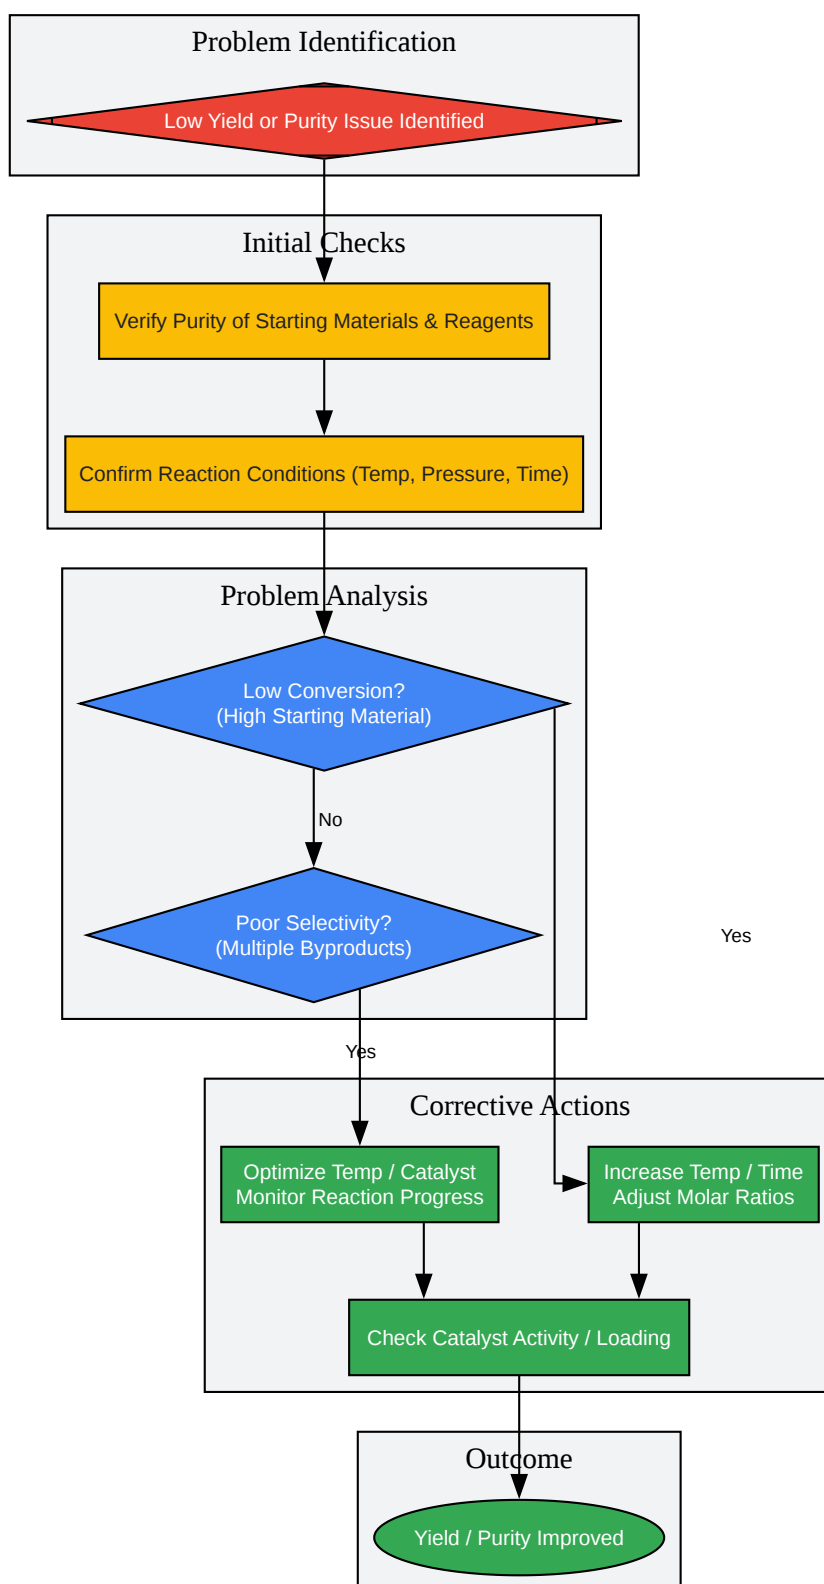 Problem Identification
Low Yield or Purity Issue Identified
Initial Checks
Verify Purity of Starting Materials & Reagents
Confirm Reaction Conditions (Temp, Pressure, Time)
Problem Analysis
Low Conversion?
(High Starting Material)
No
Poor Selectivity?
(Multiple Byproducts)
Yes
Yes
Corrective Actions
Optimize Temp / Catalyst
Monitor Reaction Progress
Increase Temp / Time
Adjust Molar Ratios
Check Catalyst Activity / Loading
Outcome
Yield / Purity Improved